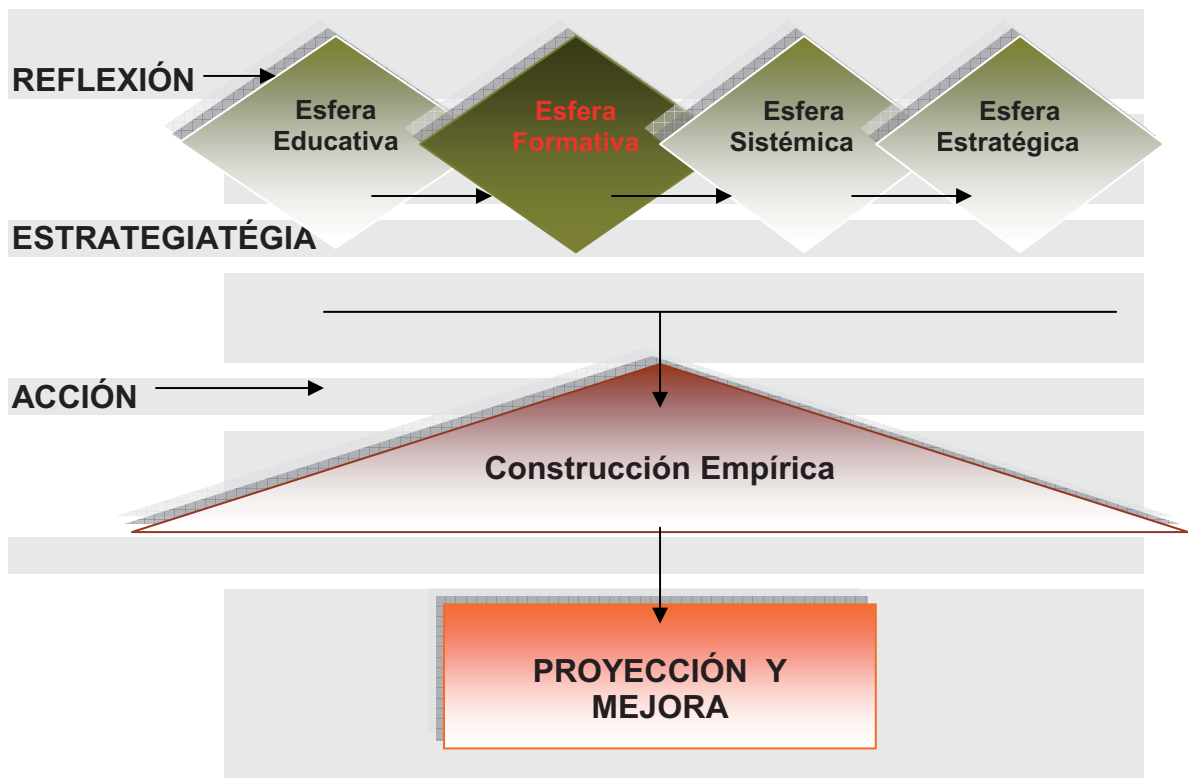 REFLEXIÓN
Esfera
Educativa
Esfera
Formativa
Esfera
Sistémica
Esfera
Estratégica
ESTRATEGIATÉGIA
ACCIÓN
Construcción Empírica
PROYECCIÓN Y
MEJORA